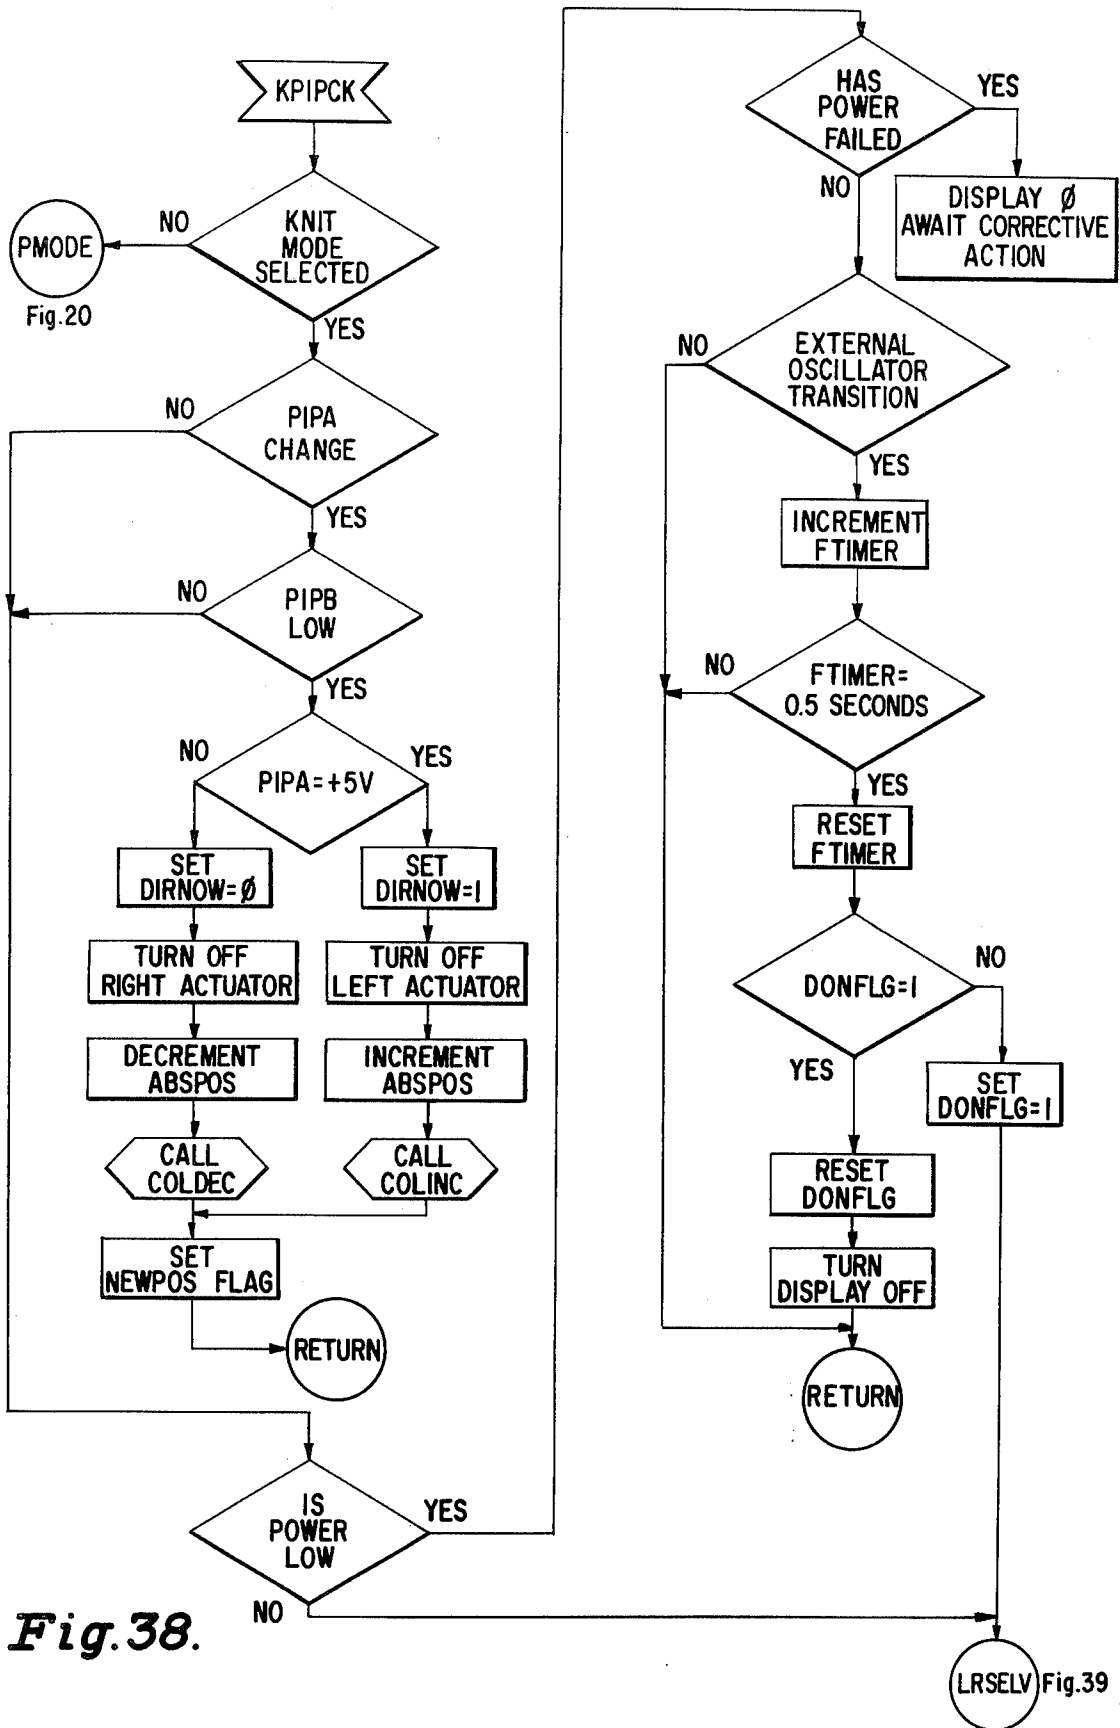 KPIPCK
KNIT
MODE
SELECTED
NO
PMODE
Fig.20
YES
PIPA
CHANGE
NO
YES
PIPB
LOW
NO
YES
PIPA=+5V
NO
YES
SET
DIRNOW=Ø
SET
DIRNOW=1
TURN OFF
RIGHT ACTUATOR
TURN OFF
LEFT ACTUATOR
DECREMENT
ABSPOS
INCREMENT
ABSPOS
CALL
COLDEC
CALL
COLINC
SET
NEWPOS FLAG
RETURN
IS
POWER
LOW
YES
NO
HAS
POWER
FAILED
YES
NO
DISPLAY Ø
AWAIT CORRECTIVE
ACTION
EXTERNAL
OSCILLATOR
TRANSITION
NO
YES
INCREMENT
FTIMER
FTIMER=
0.5 SECONDS
NO
YES
RESET
FTIMER
DONFLG=1
NO
YES
SET
DONFLG=1
RESET
DONFLG
TURN
DISPLAY OFF
RETURN
LRSELV
Fig.39
Fig.38.